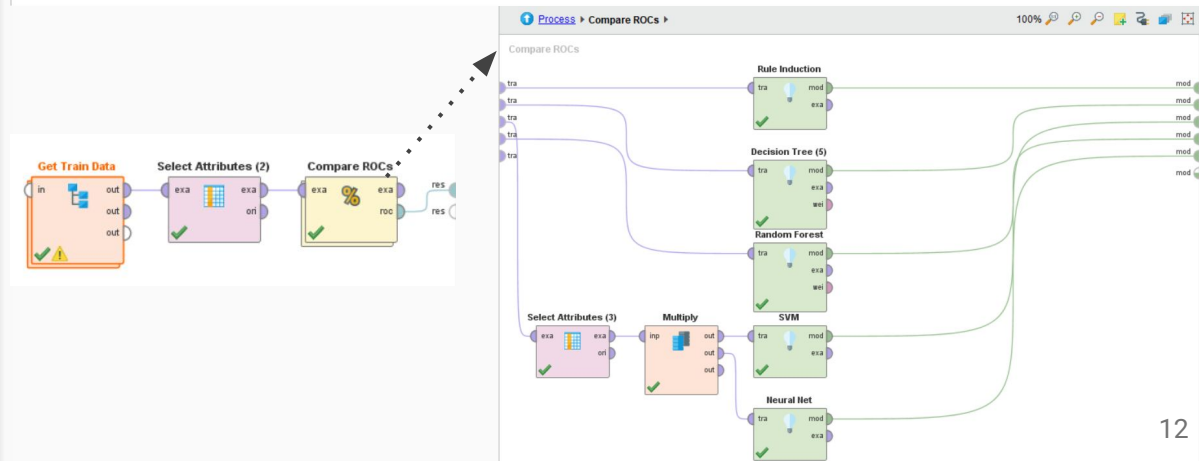 Process ▸ Compare ROCs ▸
100%
Compare ROCs
Get Train Data
in out
out
out
Select Attributes (2)
exa exa
ori
Compare ROCs
exa exa
roc
res
res
tra
tra
tra
tra
tra
Rule Induction
tra mod
exa
Decision Tree (5)
tra mod
exa
wei
Random Forest
tra mod
exa
wei
Select Attributes (3)
exa exa
ori
Multiply
inp out
out
out
SVM
tra mod
exa
Neural Net
tra mod
exa
mod
mod
mod
mod
mod
mod
12